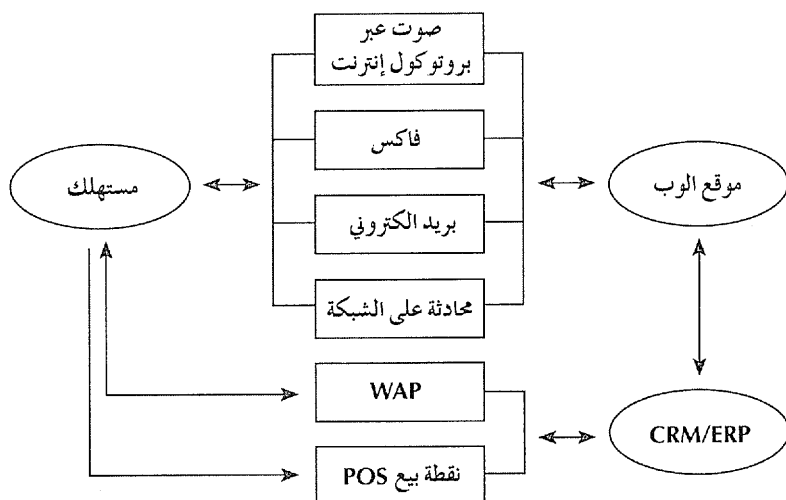 صوت عبر
بروتوكول إنترنت
فاكس
موقع الوب
مستهلك
بريد الكتروني
محادثة على الشبكة
WAP
CRM/ERP
نقطة بيع POS